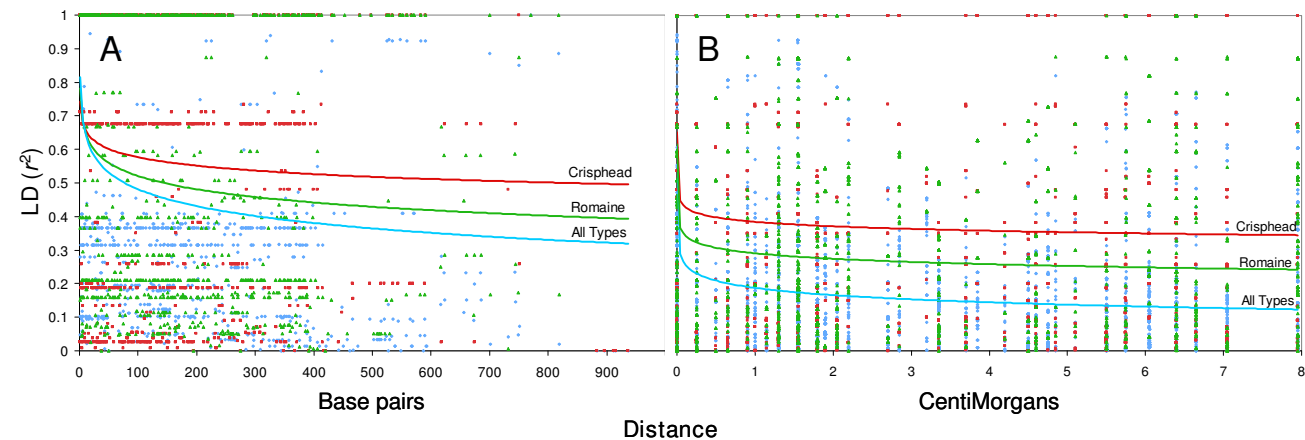 A
B
LD (r²)
1
0.9
0.8
0.7
0.6
0.5
0.4
0.3
0.2
0.1
0
Crisphead
Romaine
All Types
Crisphead
Romaine
All Types
0 100 200 300 400 500 600 700 800 900
0 1 2 3 4 5 6 7 8
Base pairs
CentiMorgans
Distance